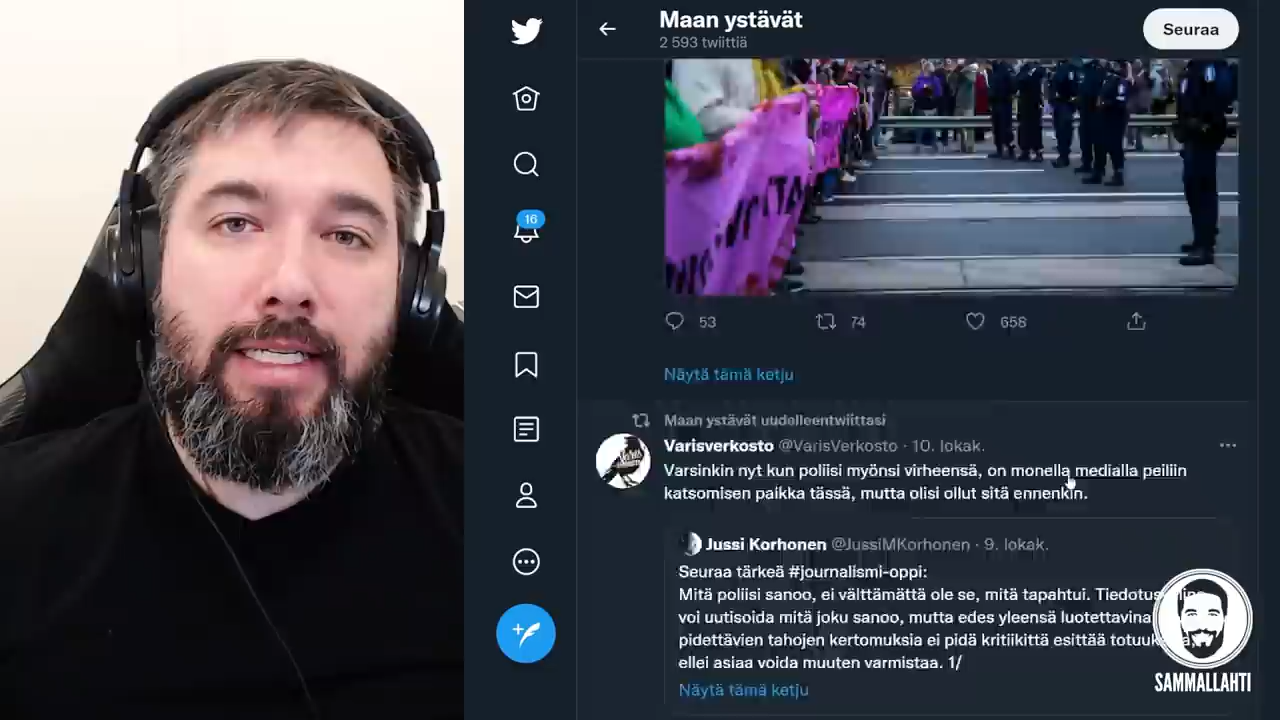 Maan ystävät
2 593 twiittiä
Seuraa
16
53
74
658
Näytä tämä ketju
Maan ystävät uudelleentwiittasi
Varisverkosto @VarisVerkosto · 10. lokak.
Varsinkin nyt kun poliisi myönsi virheensä, on monella medialla peiliin
katsomisen paikka tässä, mutta olisi ollut sitä ennenkin.
Jussi Korhonen @JussiMKorhonen · 9. lokak.
Seuraa tärkeä #journalismi-oppi:
Mitä poliisi sanoo, ei välttämättä ole se, mitä tapahtui.
voi uutisoida mitä joku sanoo, mutta edes yleensä
pidettävien tahojen kertomuksia ei pidä kritiikittä esittää
ellei asiaa voida muuten varmistaa. 1/
Näytä tämä ketju
SAMMALLAHTI